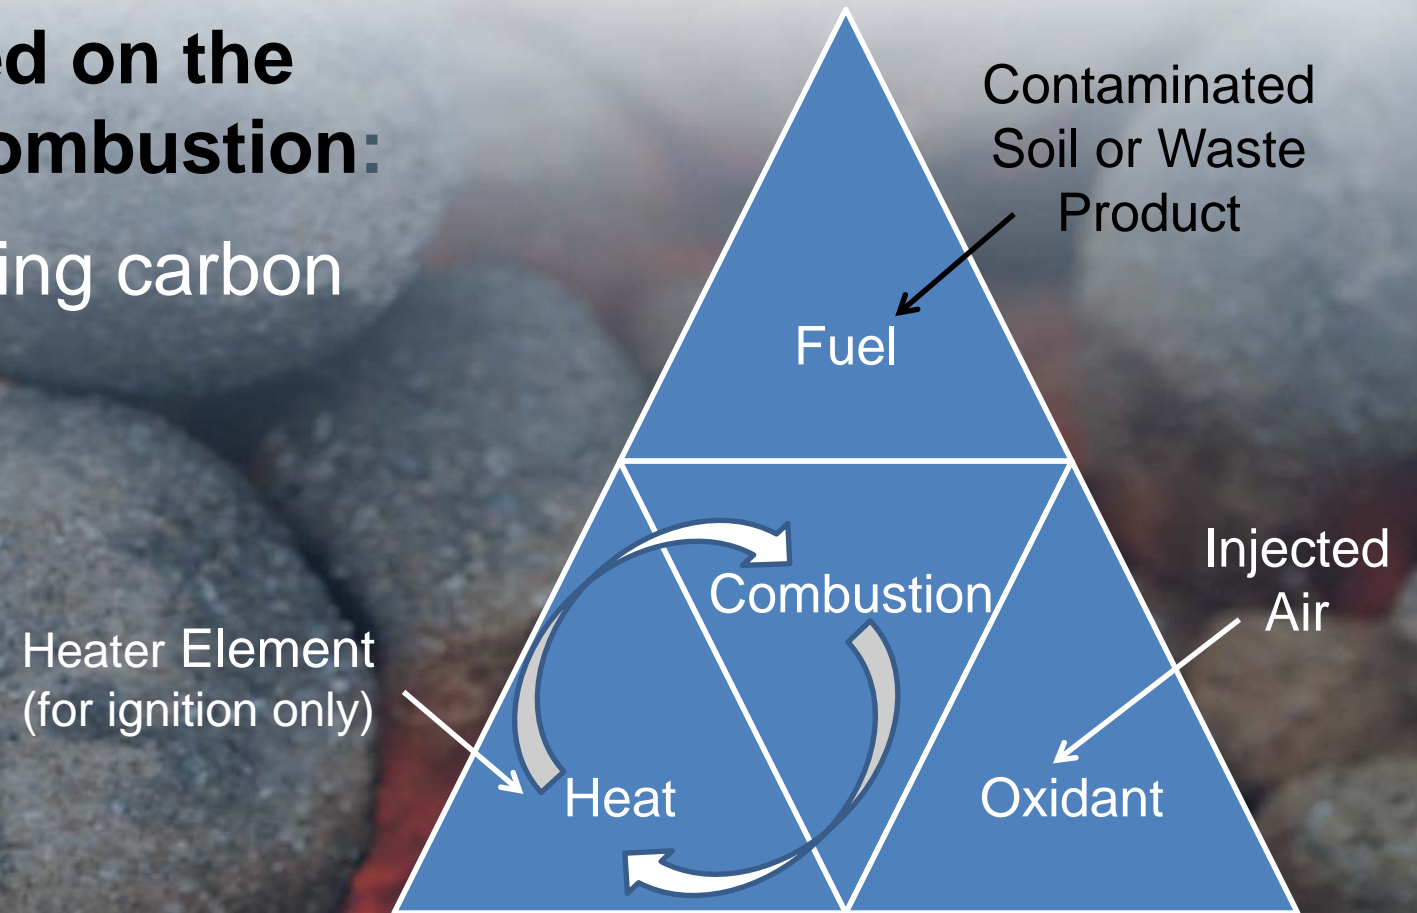 ed on the
ombustion:
ing carbon
Contaminated
Soil or Waste
Product
Fuel
Combustion
Injected
Air
Heater Element
(for ignition only)
Heat
Oxidant